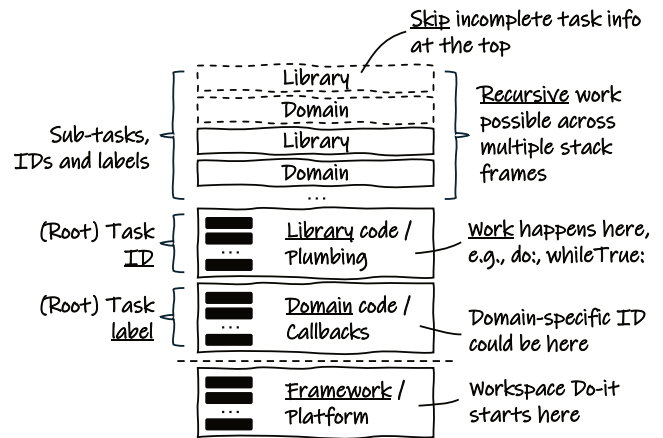 Skip incomplete task info
at the top
Library
Domain
Library
Domain
...
Sub-tasks,
IDs and labels
Recursive work
possible across
multiple stack
frames
(Root) Task
ID
...
Library code /
Plumbing
Work happens here,
e.g., do:, whileTrue:
(Root) Task
label
...
Domain code /
Callbacks
Domain-specific ID
could be here
...
Framework /
Platform
Workspace Do-it
starts here